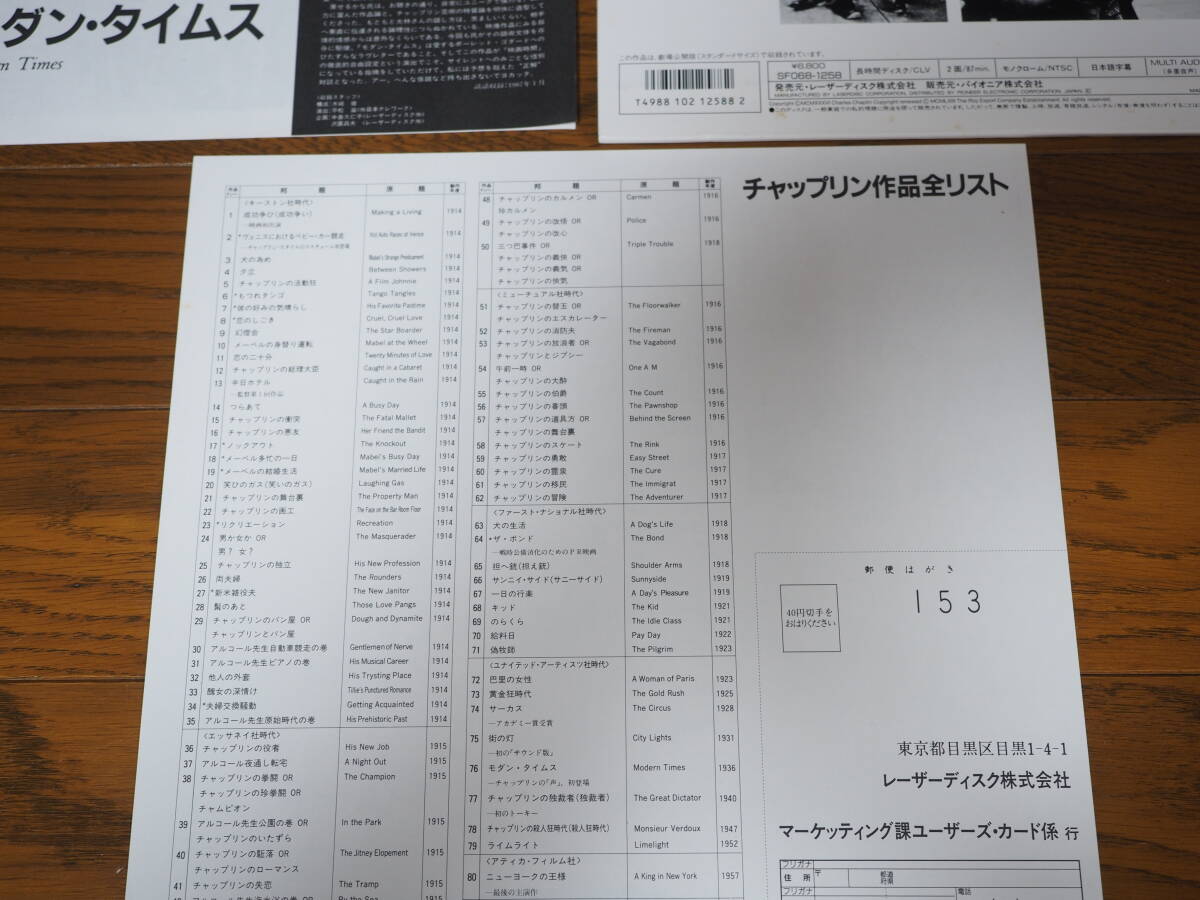 ダン・タイムス
n Times
この作品は、劇場公開版(スタンダードサイズ)で収録されています。
¥6,800
SF068-1258
長時間ディスク/CLV
2面/87min.
モノクローム/NTSC
日本語字幕
MULTI AUD
発売元・レーザーディスク株式会社 販売元・パイオニア株式会社
T4988 102 12588 2
チャップリン作品全リスト
邦題 原題
〈キーストン社時代〉
1 成功争ひ(成功争い) Making a Living 1914
2 *ヴェニスにおけるベビー・カー競走 Kid Auto Races at Venice 1914
3 犬の為め Mabel's Strange Predicament 1914
4 夕立 Between Showers 1914
5 チャップリンの活動狂 A Film Johnnie 1914
6 *もつれタンゴ Tango Tangles 1914
7 *彼の好みの気晴らし His Favorite Pastime 1914
8 *恋のしごき Cruel, Cruel Love 1914
9 幻燈会 The Star Boarder 1914
10 メーベルの身替り運転 Mabel at the Wheel 1914
11 恋の二十分 Twenty Minutes of Love 1914
12 チャップリンの総理大臣 Caught in a Cabaret 1914
13 半日ホテル Caught in the Rain 1914
14 つらあて A Busy Day 1914
15 チャップリンの衝突 The Fatal Mallet 1914
16 チャップリンの悪友 Her Friend the Bandit 1914
17 *ノックアウト The Knockout 1914
18 *メーベル多忙の一日 Mabel's Busy Day 1914
19 *メーベルの結婚生活 Mabel's Married Life 1914
20 笑ひのガス(笑いのガス) Laughing Gas 1914
21 チャップリンの舞台裏 The Property Man 1914
22 チャップリンの画工 The Face on the Bar Room Floor 1914
23 *リクリエーション Recreation 1914
24 男か女か OR The Masquerader 1914
男？ 女？
25 チャップリンの独立 His New Profession 1914
26 両夫婦 The Rounders 1914
27 *新米雑役夫 The New Janitor 1914
28 髭のあと Those Love Pangs 1914
29 チャップリンのパン屋 OR Dough and Dynamite 1914
チャップリンとパン屋
30 アルコール先生自動車競走の巻 Gentlemen of Nerve 1914
31 アルコール先生ピアノの巻 His Musical Career 1914
32 他人の外套 His Trysting Place 1914
33 醜女の深情け Tillie's Punctured Romance 1914
34 *夫婦交換騒動 Getting Acquainted 1914
35 アルコール先生原始時代の巻 His Prehistoric Past 1914
〈エッサネイ社時代〉
36 チャップリンの役者 His New Job 1915
37 アルコール夜通し転宅 A Night Out 1915
38 チャップリンの拳闘 OR The Champion 1915
チャップリンの珍拳闘 OR
チャムピオン
39 アルコール先生公園の巻 OR In the Park 1915
チャップリンのいたずら
40 チャップリンの駈落 OR The Jitney Elopement 1915
チャップリンのローマンス
41 チャップリンの失恋 The Tramp 1915
By the Sea 1915
48 チャップリンのカルメン OR Carmen 1916
珍カルメン
49 チャップリンの改悟 OR Police 1916
チャップリンの改心
50 三つ巴事件 OR Triple Trouble 1918
チャップリンの義侠 OR
チャップリンの義気 OR
チャップリンの侠気
〈ミューチュアル社時代〉
51 チャップリンの替玉 OR The Floorwalker 1916
チャップリンのエスカレーター
52 チャップリンの消防夫 The Fireman 1916
53 チャップリンの放浪者 OR The Vagabond 1916
チャップリンとジプシー
54 午前一時 OR One A M 1916
チャップリンの大酔
55 チャップリンの伯爵 The Count 1916
56 チャップリンの番頭 The Pawnshop 1916
57 チャップリンの道具方 OR Behind the Screen 1916
チャップリンの舞台裏
58 チャップリンのスケート The Rink 1916
59 チャップリンの勇敢 Easy Street 1917
60 チャップリンの霊泉 The Cure 1917
61 チャップリンの移民 The Immigrat 1917
62 チャップリンの冒険 The Adventurer 1917
〈ファースト・ナショナル社時代〉
63 犬の生活 A Dog's Life 1918
64 *ザ・ボンド The Bond 1918
—戦時公債消化のためのPR映画
65 担へ銃(担え銃) Shoulder Arms 1918
66 サンニイ・サイド(サニーサイド) Sunnyside 1919
67 一日の行楽 A Day's Pleasure 1919
68 キッド The Kid 1921
69 のらくら The Idle Class 1921
70 給料日 Pay Day 1922
71 偽牧師 The Pilgrim 1923
〈ユナイテッド・アーティスツ社時代〉
72 巴里の女性 A Woman of Paris 1923
73 黄金狂時代 The Gold Rush 1925
74 サーカス The Circus 1928
—アカデミー賞受賞
75 街の灯 City Lights 1931
—初の「サウンド版」
76 モダン・タイムス Modern Times 1936
—チャップリンの「声」、初登場
77 チャップリンの独裁者(独裁者) The Great Dictator 1940
—初のトーキー
78 チャップリンの殺人狂時代(殺人狂時代) Monsieur Verdoux 1947
79 ライムライト Limelight 1952
〈アティカ・フィルム社〉
80 ニューヨークの王様 A King in New York 1957
—最後の主演作
郵便はがき
40円切手を
おはりください
153
東京都目黒区目黒1-4-1
レーザーディスク株式会社
マーケッティング課ユーザーズ・カード係 行
フリガナ
住所
〒
都道
府県
フリガナ
電話